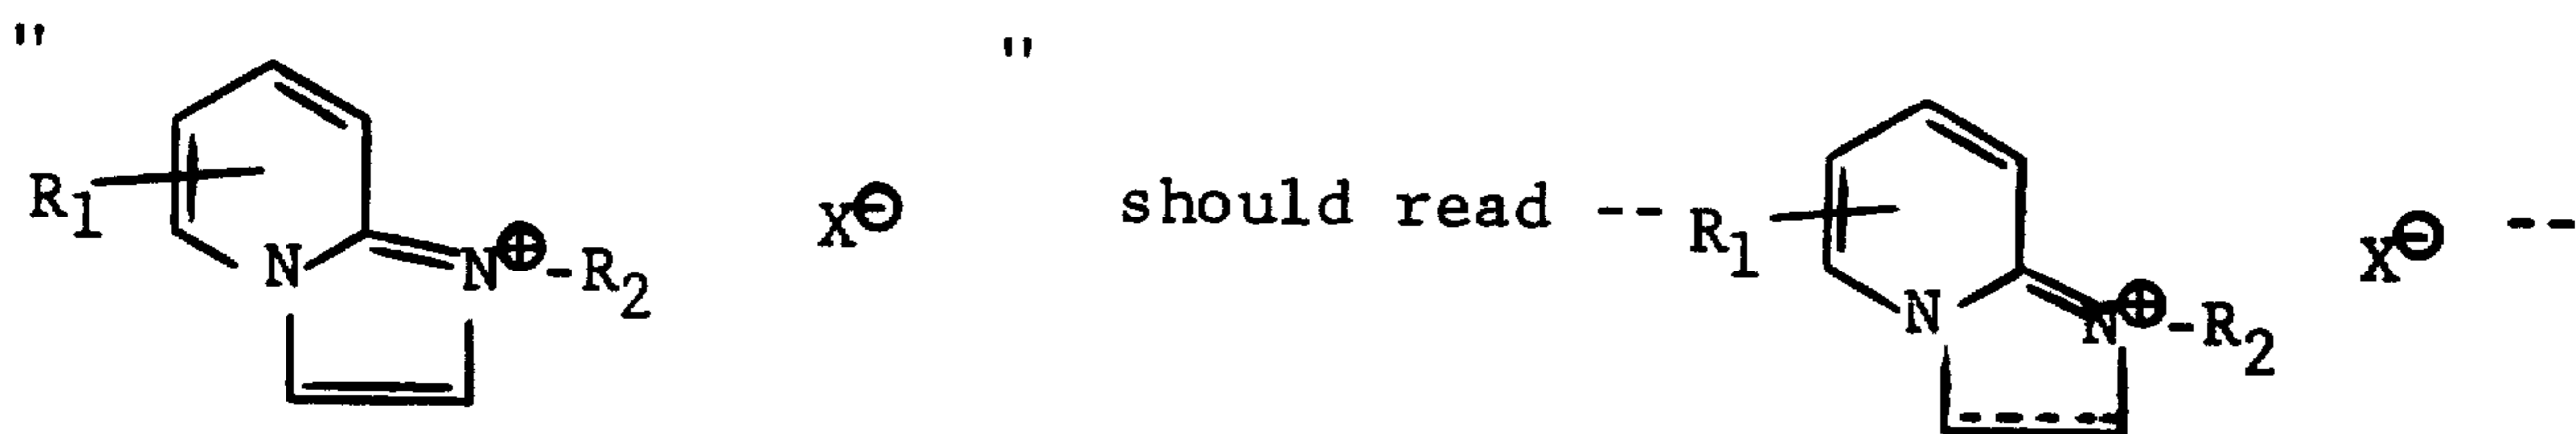 " R1 N N⊕-R2 X⊖ " should read -- R1 N N⊕-R2 X⊖ --